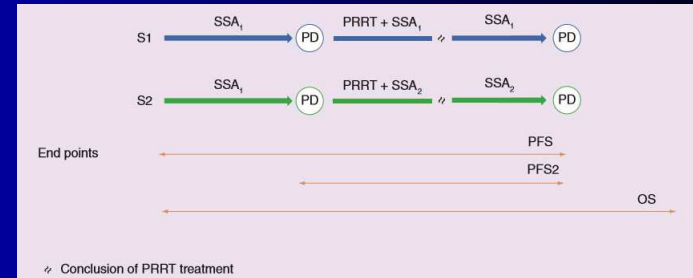 S1 SSA₁ PD PRRT + SSA₁ SSA₁ PD
S2 SSA₁ PD PRRT + SSA₂ SSA₂ PD
End points
PFS
PFS2
OS
Conclusion of PRRT treatment